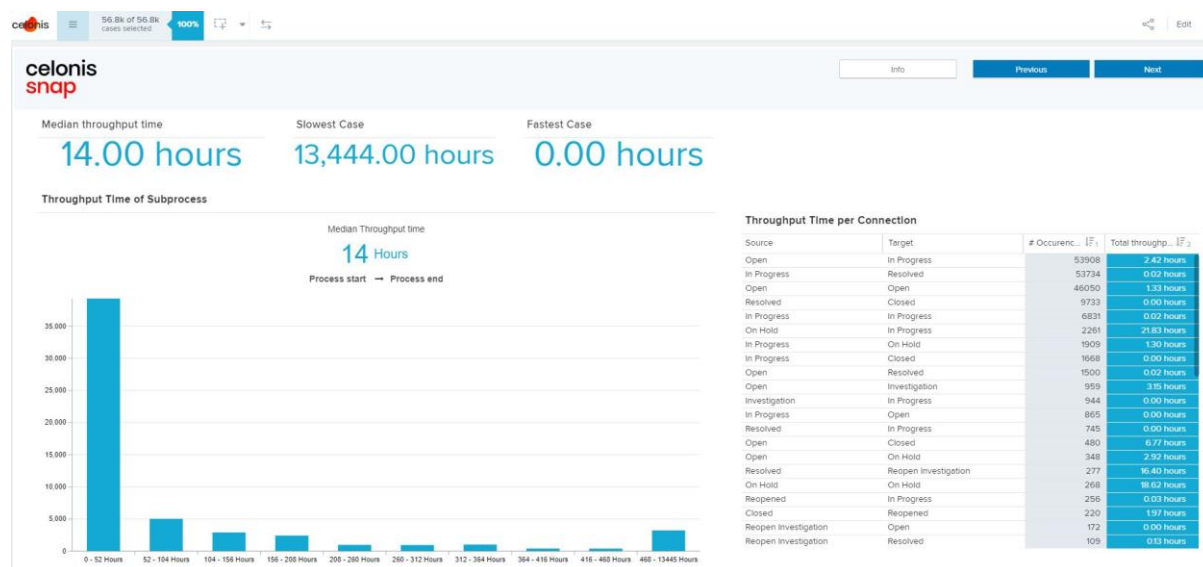 celonis
56.8k of 56.8k
cases selected
100%
Edit
celonis
snap
Info
Previous
Next
Median throughput time
Slowest Case
Fastest Case
14.00 hours
13,444.00 hours
0.00 hours
Throughput Time of Subprocess
Median Throughput time
14 Hours
Process start → Process end
35,000
30,000
25,000
20,000
15,000
10,000
5,000
0
0 - 52 Hours 52 - 104 Hours 104 - 156 Hours 156 - 208 Hours 208 - 260 Hours 260 - 312 Hours 312 - 364 Hours 364 - 416 Hours 416 - 468 Hours 468 - 13445 Hours
Throughput Time per Connection
Source Target # Occurenc... 1 Total throughp... 2
Open In Progress 53908 2.42 hours
In Progress Resolved 53734 0.02 hours
Open Open 46050 1.33 hours
Resolved Closed 9733 0.00 hours
In Progress In Progress 6831 0.02 hours
On Hold In Progress 2261 21.83 hours
In Progress On Hold 1909 1.30 hours
In Progress Closed 1668 0.00 hours
Open Resolved 1500 0.02 hours
Open Investigation 959 3.15 hours
Investigation In Progress 944 0.00 hours
In Progress Open 865 0.00 hours
Resolved In Progress 745 0.00 hours
Open Closed 480 6.77 hours
Open On Hold 348 2.92 hours
Resolved Reopen Investigation 277 16.40 hours
On Hold On Hold 268 18.62 hours
Reopened In Progress 256 0.03 hours
Closed Reopened 220 1.97 hours
Reopen Investigation Open 172 0.00 hours
Reopen Investigation Resolved 109 0.13 hours